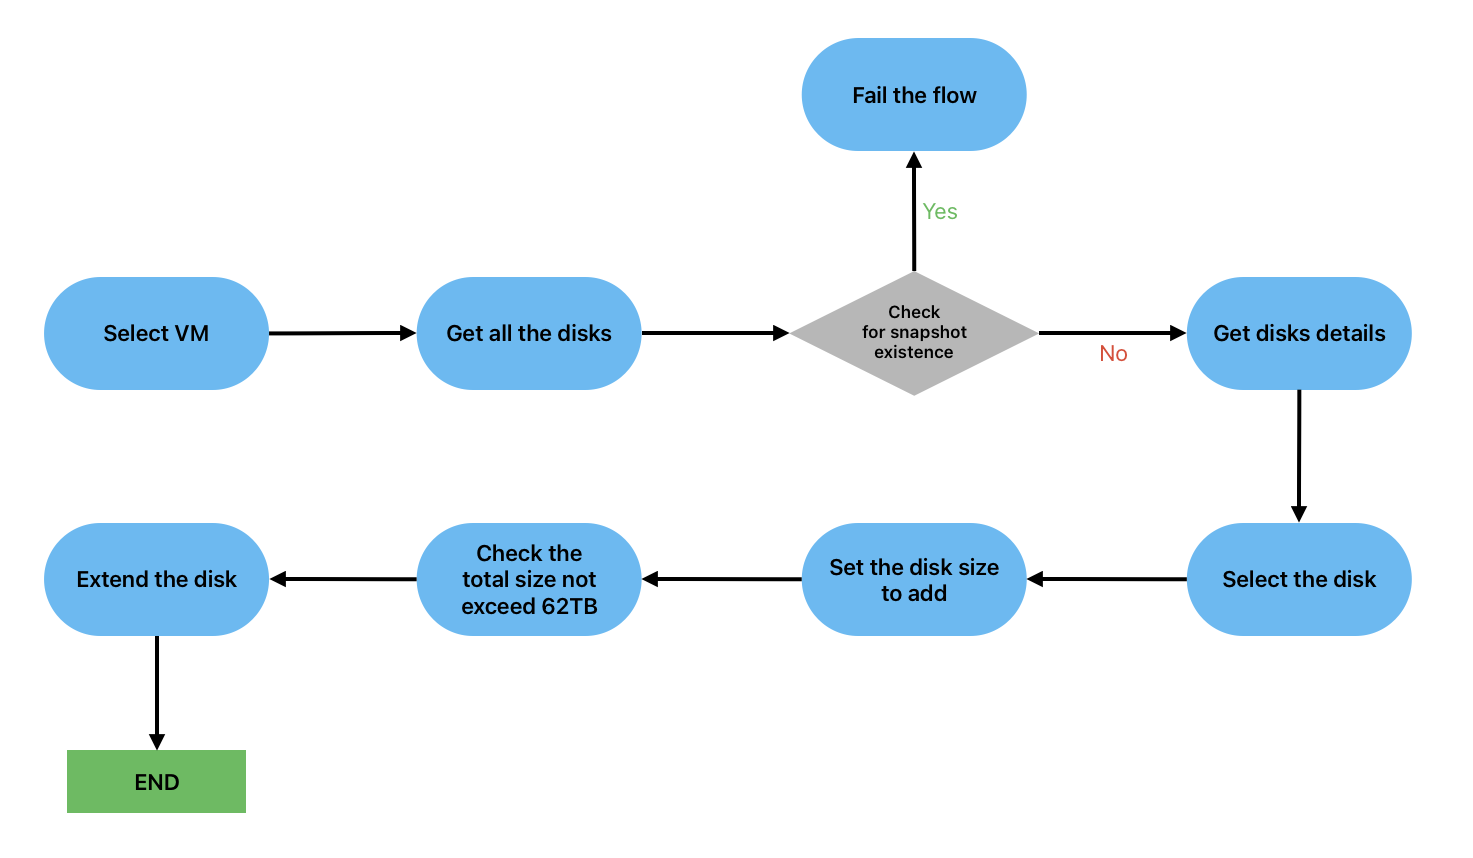 Fail the flow
Yes
Select VM
Get all the disks
Check
for snapshot
existence
No
Get disks details
Extend the disk
Check the
total size not
exceed 62TB
Set the disk size
to add
Select the disk
END